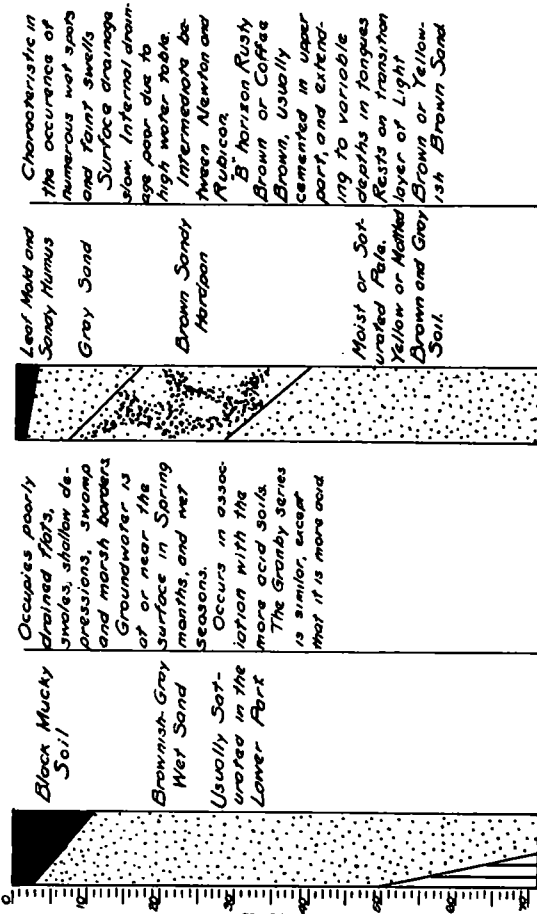 0
10
20
30
50
60
70
Black Mucky
Soil
Brownish-Gray
Wet Sand
Usually Sat-
urated in the
Lower Part
Occupies poorly
drained flats,
swales, shallow de-
pressions, swamp
and marsh borders
Groundwater is
at or near the
surface in Spring
months, and wet
seasons.
Occurs in assoc-
iation with the
more acid soils.
The Granby series
is similar, except
that it is more acid
Leaf Mold and
Sandy Humus
Gray Sand
Brown Sandy
Hardpan
Moist or Sat-
urated Pale.
Yellow or Mottled
Brown and Gray
Soil.
Characteristic in
the occurence of
numerous wet spots
and faint swells
Surface drainage
slow. Internal drain-
age poor due to
high water table.
Intermediate be-
tween Newton and
Rubicon.
"B" horizon Rusty
Brown or Coffee
Brown, usually
cemented in upper
part, and extend-
ing to variable
depths in tongues
Rests on transition
layer of Light
Brown or Yellow-
ish Brown Sand